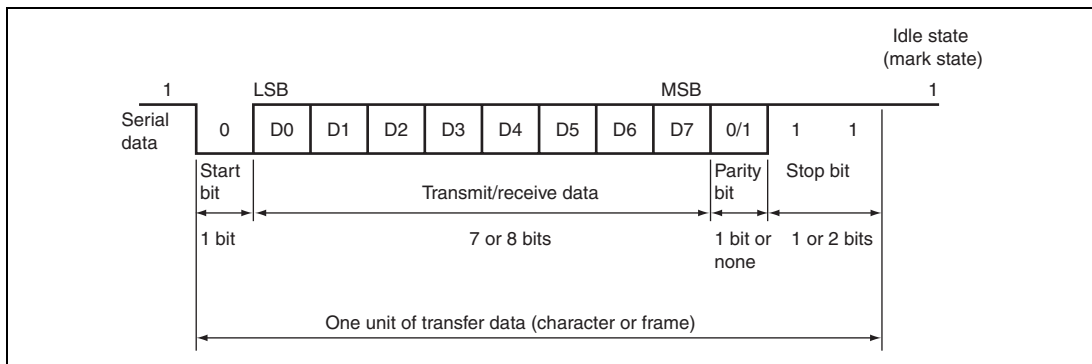 Idle state
(mark state)
1 LSB MSB 1
Serial
data
0 D0 D1 D2 D3 D4 D5 D6 D7 0/1 1 1
Start
bit
Transmit/receive data
Parity
bit
Stop bit
1 bit
7 or 8 bits
1 bit or
none
1 or 2 bits
One unit of transfer data (character or frame)